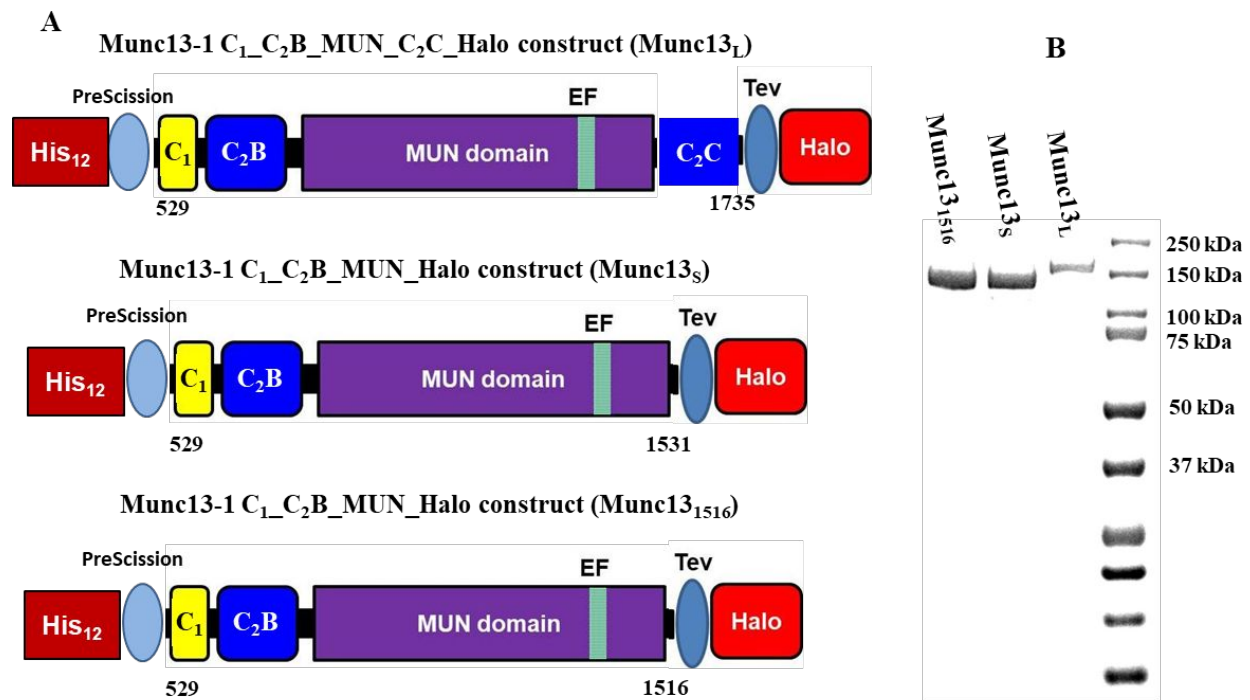 A
Munc13-1 C₁_C₂B_MUN_C₂C_Halo construct (Munc13L)
PreScission
EF
Tev
His₁₂
C₁
C₂B
MUN domain
C₂C
Halo
529
1735
Munc13-1 C₁_C₂B_MUN_Halo construct (Munc13S)
PreScission
EF
Tev
His₁₂
C₁
C₂B
MUN domain
Halo
529
1531
Munc13-1 C₁_C₂B_MUN_Halo construct (Munc13₁₅₁₆)
PreScission
EF
Tev
His₁₂
C₁
C₂B
MUN domain
Halo
529
1516
B
Munc13₁₅₁₆
Munc13S
Munc13L
250 kDa
150 kDa
100 kDa
75 kDa
50 kDa
37 kDa